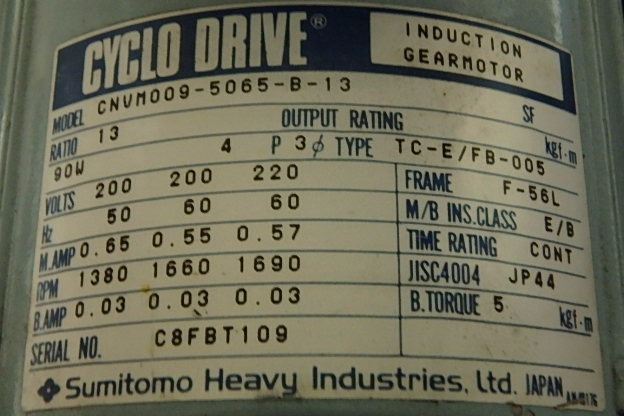 CYCLO DRIVE®
INDUCTION
GEARMOTOR
MODEL CNVM009-5065-B-13
RATIO 13 OUTPUT RATING SF kgf·m
90W 4 P 3φ TYPE TC-E/FB-005
VOLTS 200 200 220 FRAME F-56L
Hz 50 60 60 M/B INS.CLASS E/B
M.AMP 0.65 0.55 0.57 TIME RATING CONT
RPM 1380 1660 1690 JISC4004 JP44
B.AMP 0.03 0.03 0.03 B.TORQUE 5 kgf·m
SERIAL NO. C8FBT109
Sumitomo Heavy Industries, Ltd. JAPAN